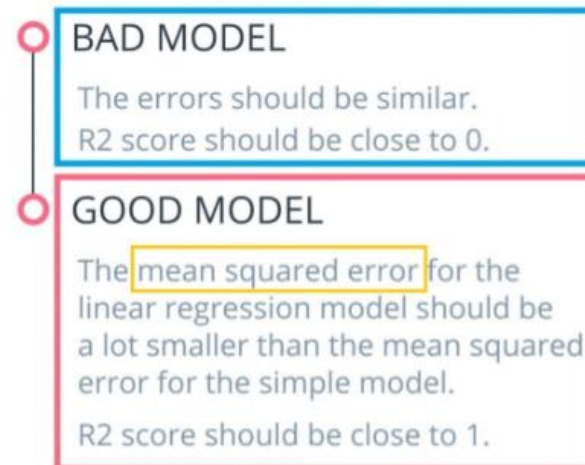 BAD MODEL
The errors should be similar.
R2 score should be close to 0.
GOOD MODEL
The mean squared error for the
linear regression model should be
a lot smaller than the mean squared
error for the simple model.
R2 score should be close to 1.